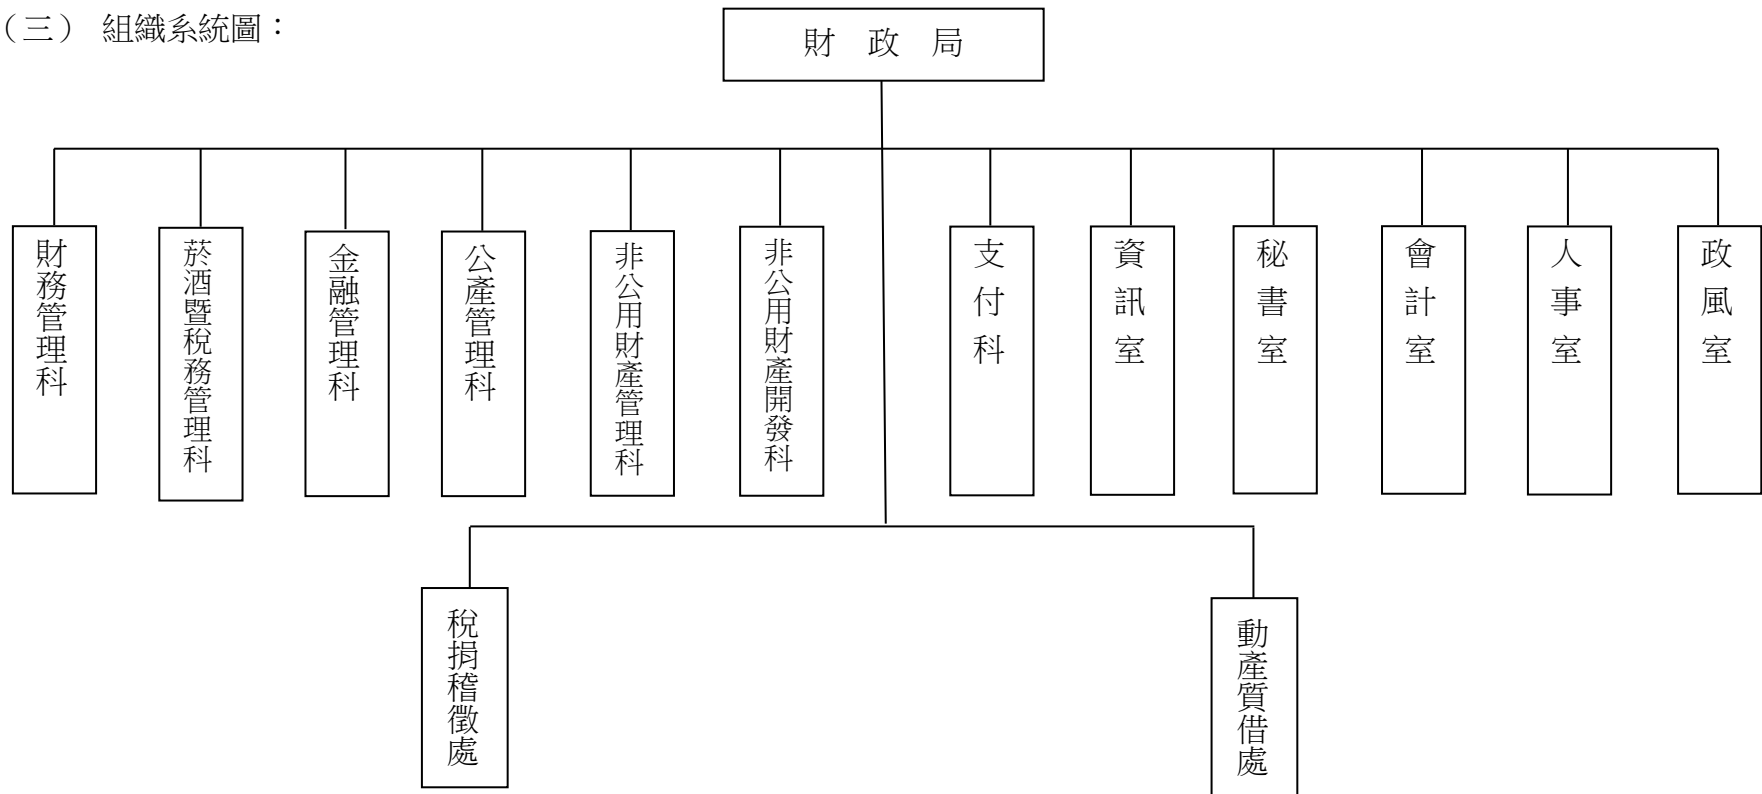 （三） 組織系統圖：
財 政 局
財務管理科
菸酒暨稅務管理科
金融管理科
公產管理科
非公用財產管理科
非公用財產開發科
支付科
資訊室
秘書室
會計室
人事室
政風室
稅捐稽徵處
動產質借處